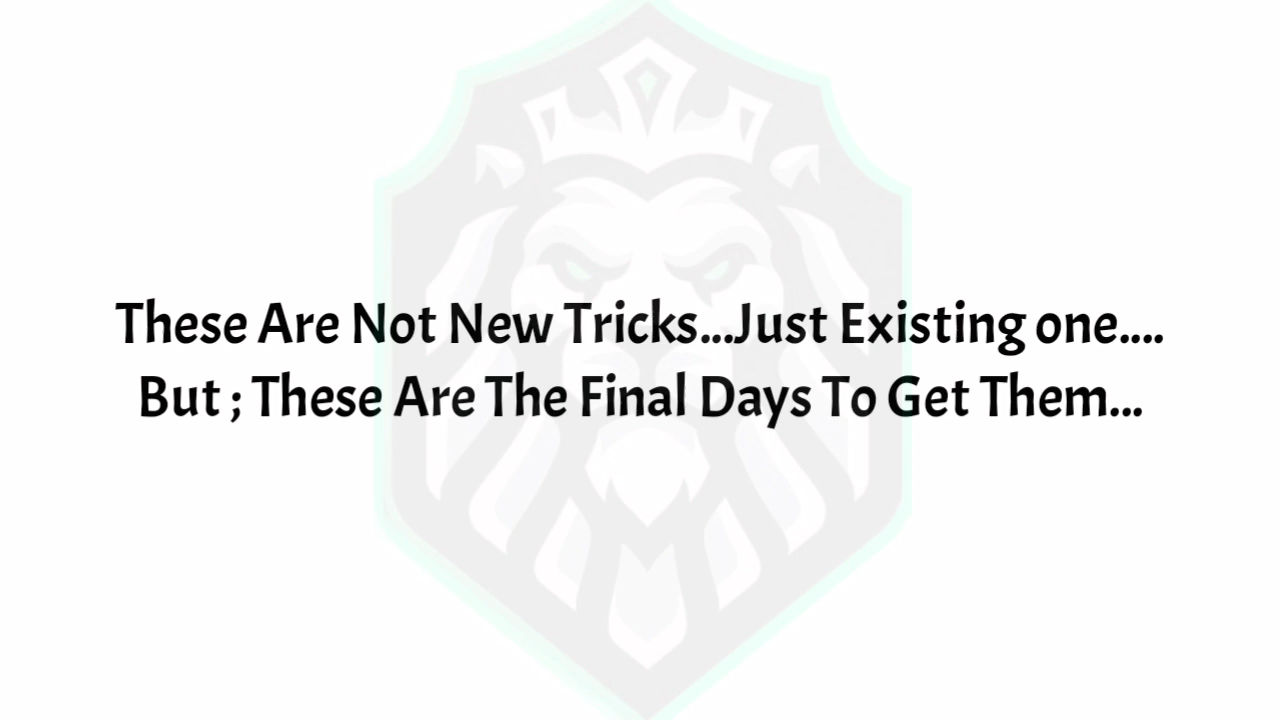 These Are Not New Tricks...Just Existing one....
But ; These Are The Final Days To Get Them...